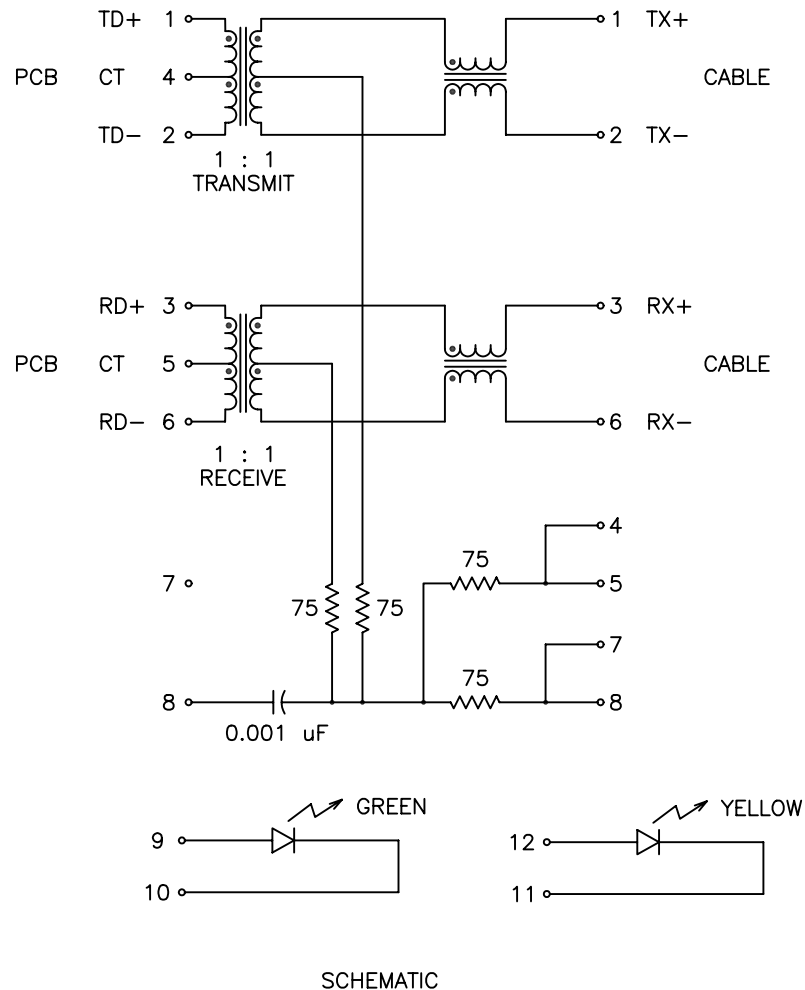 TD+ 1 1 TX+
PCB CT 4 CABLE
TD- 2 2 TX-
1 : 1
TRANSMIT
RD+ 3 3 RX+
PCB CT 5 CABLE
RD- 6 6 RX-
1 : 1
RECEIVE
4
75
7 5
75 75
7
75
8 8
0.001 uF
GREEN YELLOW
9 12
10 11
SCHEMATIC